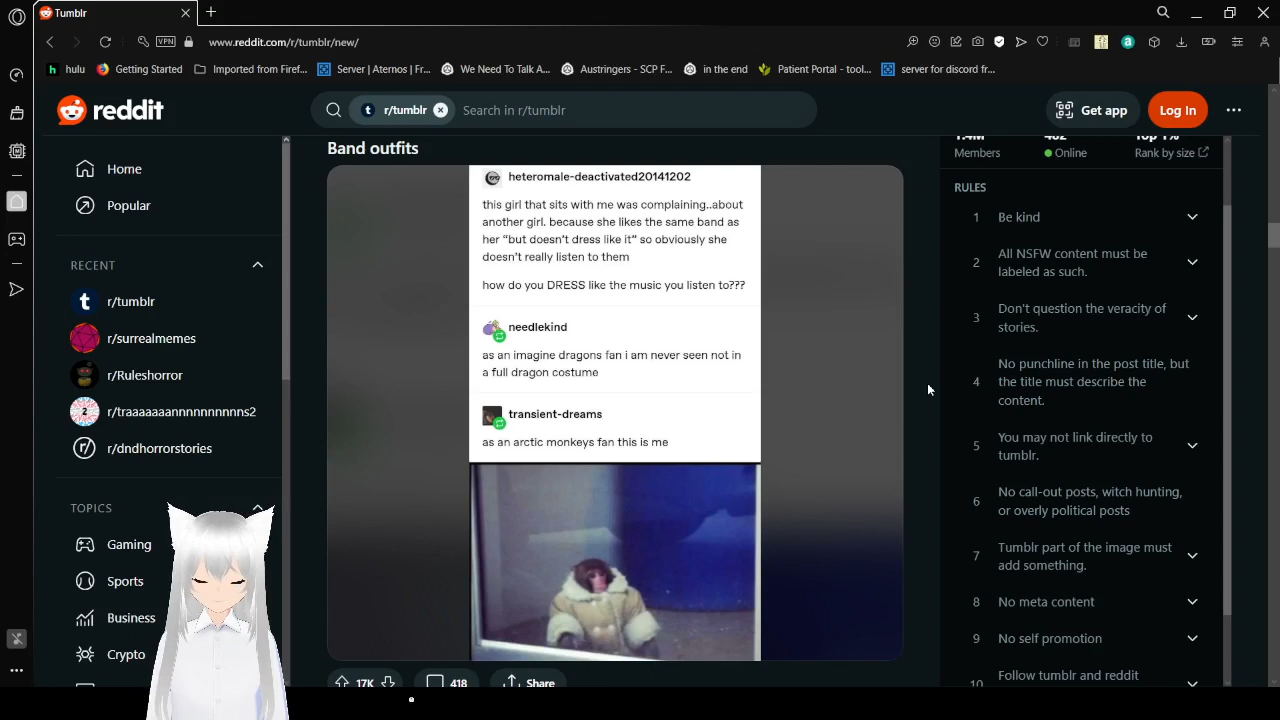 Tumblr
VPN
www.reddit.com/r/tumblr/new/
hulu
Getting Started
Imported from Firef...
Server | Aternos | Fr...
We Need To Talk A...
Austringers - SCP F...
in the end
Patient Portal - tool...
server for discord fr...
reddit
r/tumblr
Search in r/tumblr
Get app
Log In
Home
Popular
RECENT
r/tumblr
r/surrealmemes
r/Ruleshorror
r/traaaaaaannnnnnnnnns2
r/dndhorrorstories
TOPICS
Gaming
Sports
Business
Crypto
Band outfits
heteromale-deactivated20141202
this girl that sits with me was complaining..about
another girl. because she likes the same band as
her “but doesn’t dress like it” so obviously she
doesn’t really listen to them
how do you DRESS like the music you listen to???
needlekind
as an imagine dragons fan i am never seen not in
a full dragon costume
transient-dreams
as an arctic monkeys fan this is me
17K
418
Share
Members
Online
Rank by size
RULES
1 Be kind
2 All NSFW content must be
labeled as such.
3 Don't question the veracity of
stories.
4 No punchline in the post title, but
the title must describe the
content.
5 You may not link directly to
tumblr.
6 No call-out posts, witch hunting,
or overly political posts
7 Tumblr part of the image must
add something.
8 No meta content
9 No self promotion
10 Follow tumblr and reddit